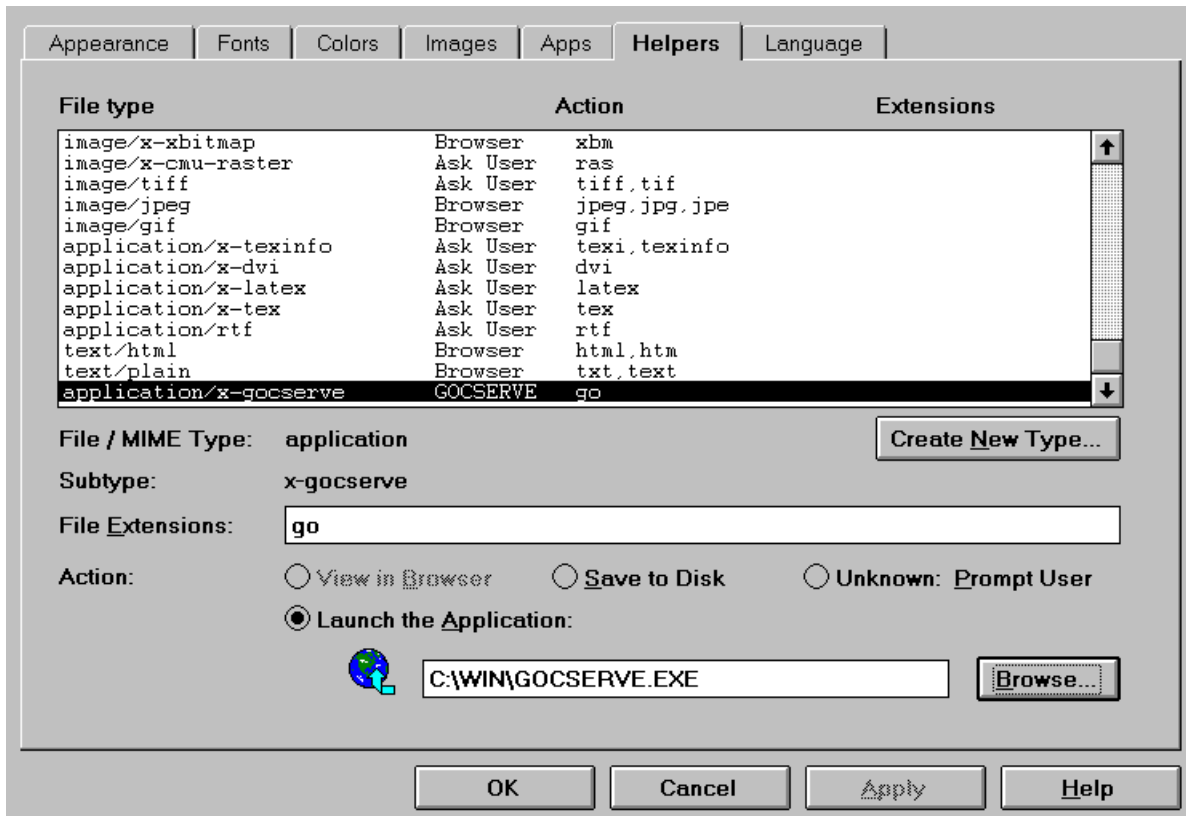 Appearance Fonts Colors Images Apps Helpers Language
File type Action Extensions
image/x-xbitmap Browser xbm
image/x-cmu-raster Ask User ras
image/tiff Ask User tiff,tif
image/jpeg Browser jpeg,jpg,jpe
image/gif Browser gif
application/x-texinfo Ask User texi,texinfo
application/x-dvi Ask User dvi
application/x-latex Ask User latex
application/x-tex Ask User tex
application/rtf Ask User rtf
text/html Browser html,htm
text/plain Browser txt,text
application/x-gocserve GOCSERVE go
File / MIME Type: application Create New Type...
Subtype: x-gocserve
File Extensions: go
Action: View in Browser Save to Disk Unknown: Prompt User
Launch the Application:
C:\WIN\GOCSERVE.EXE Browse...
OK Cancel Apply Help